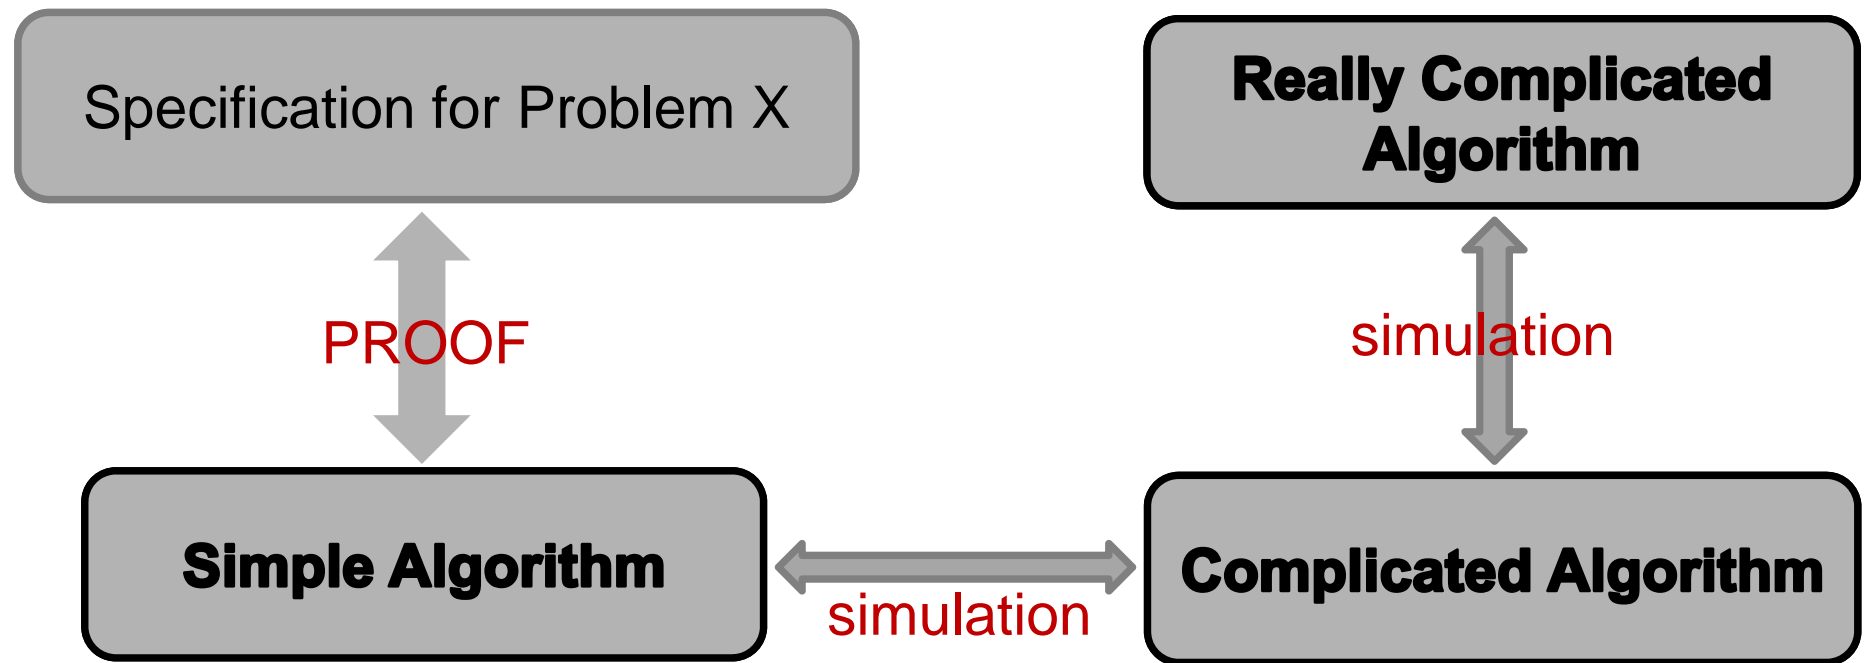 Specification for Problem X
Really Complicated
Algorithm
PROOF
simulation
Simple Algorithm
simulation
Complicated Algorithm